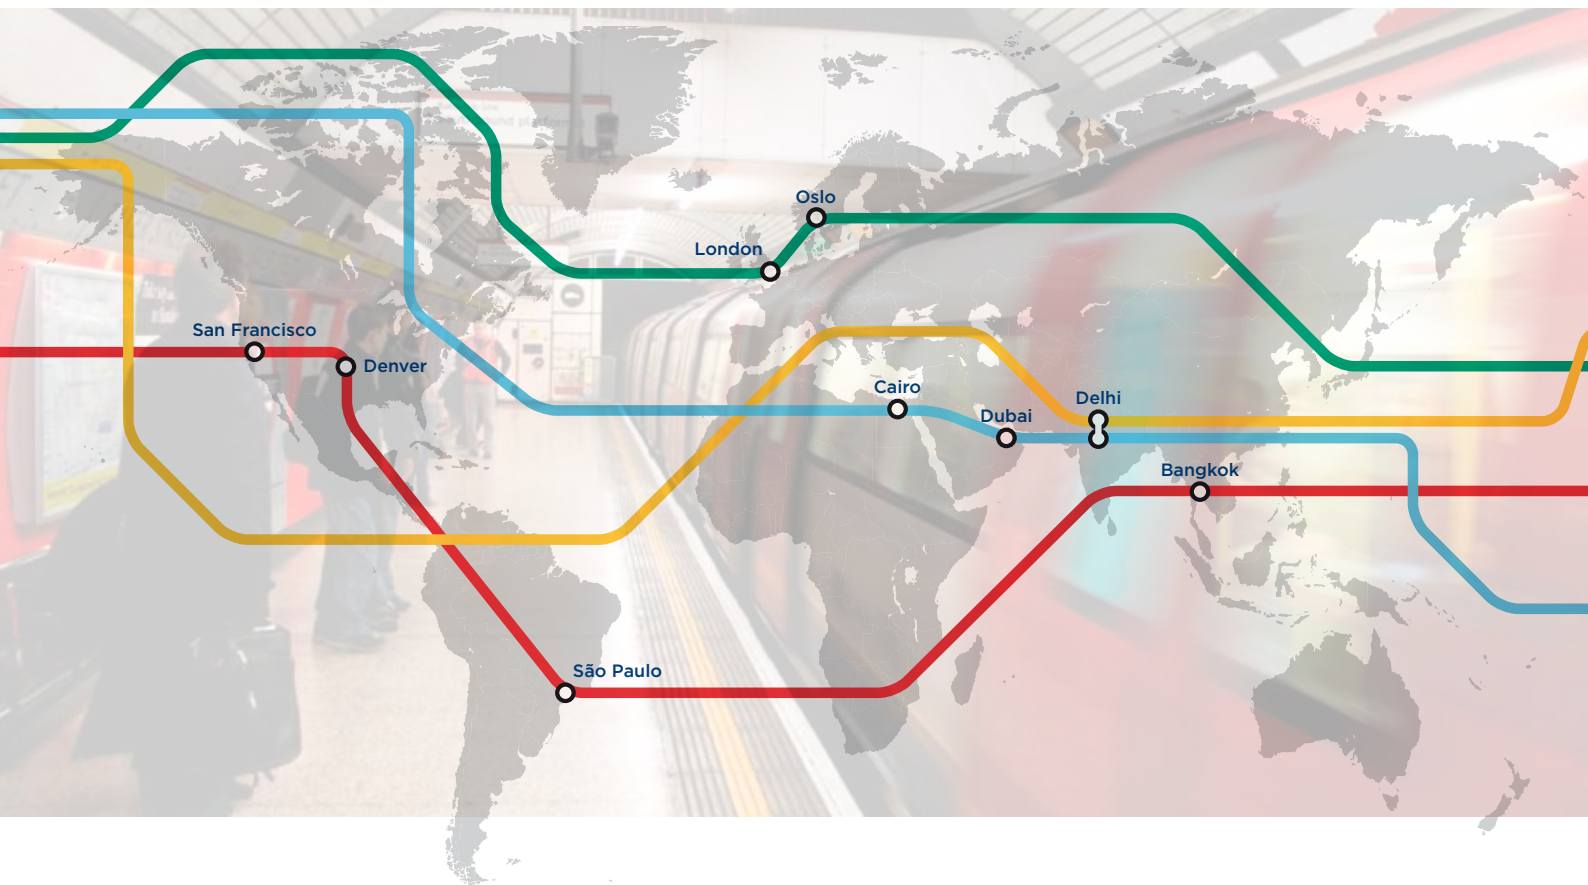 Oslo
London
San Francisco
Denver
Cairo
Delhi
Dubai
Bangkok
São Paulo